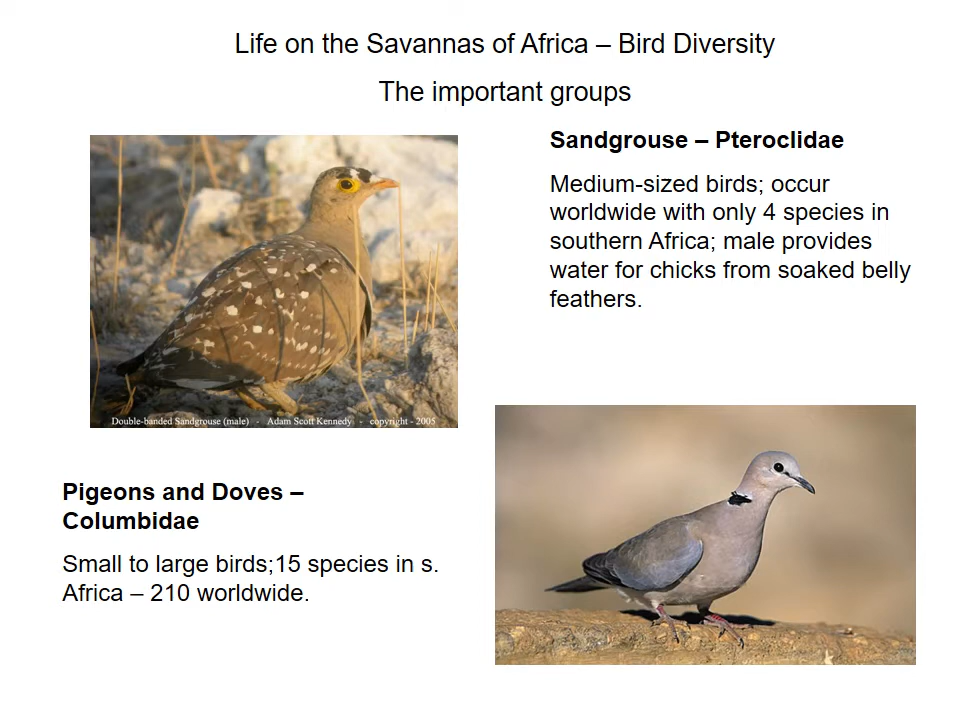 Life on the Savannas of Africa – Bird Diversity
The important groups
Sandgrouse – Pteroclidae
Medium-sized birds; occur
worldwide with only 4 species in
southern Africa; male provides
water for chicks from soaked belly
feathers.
Double-banded Sandgrouse (male) - Adam Scott Kennedy - copyright - 2005
Pigeons and Doves –
Columbidae
Small to large birds;15 species in s.
Africa – 210 worldwide.